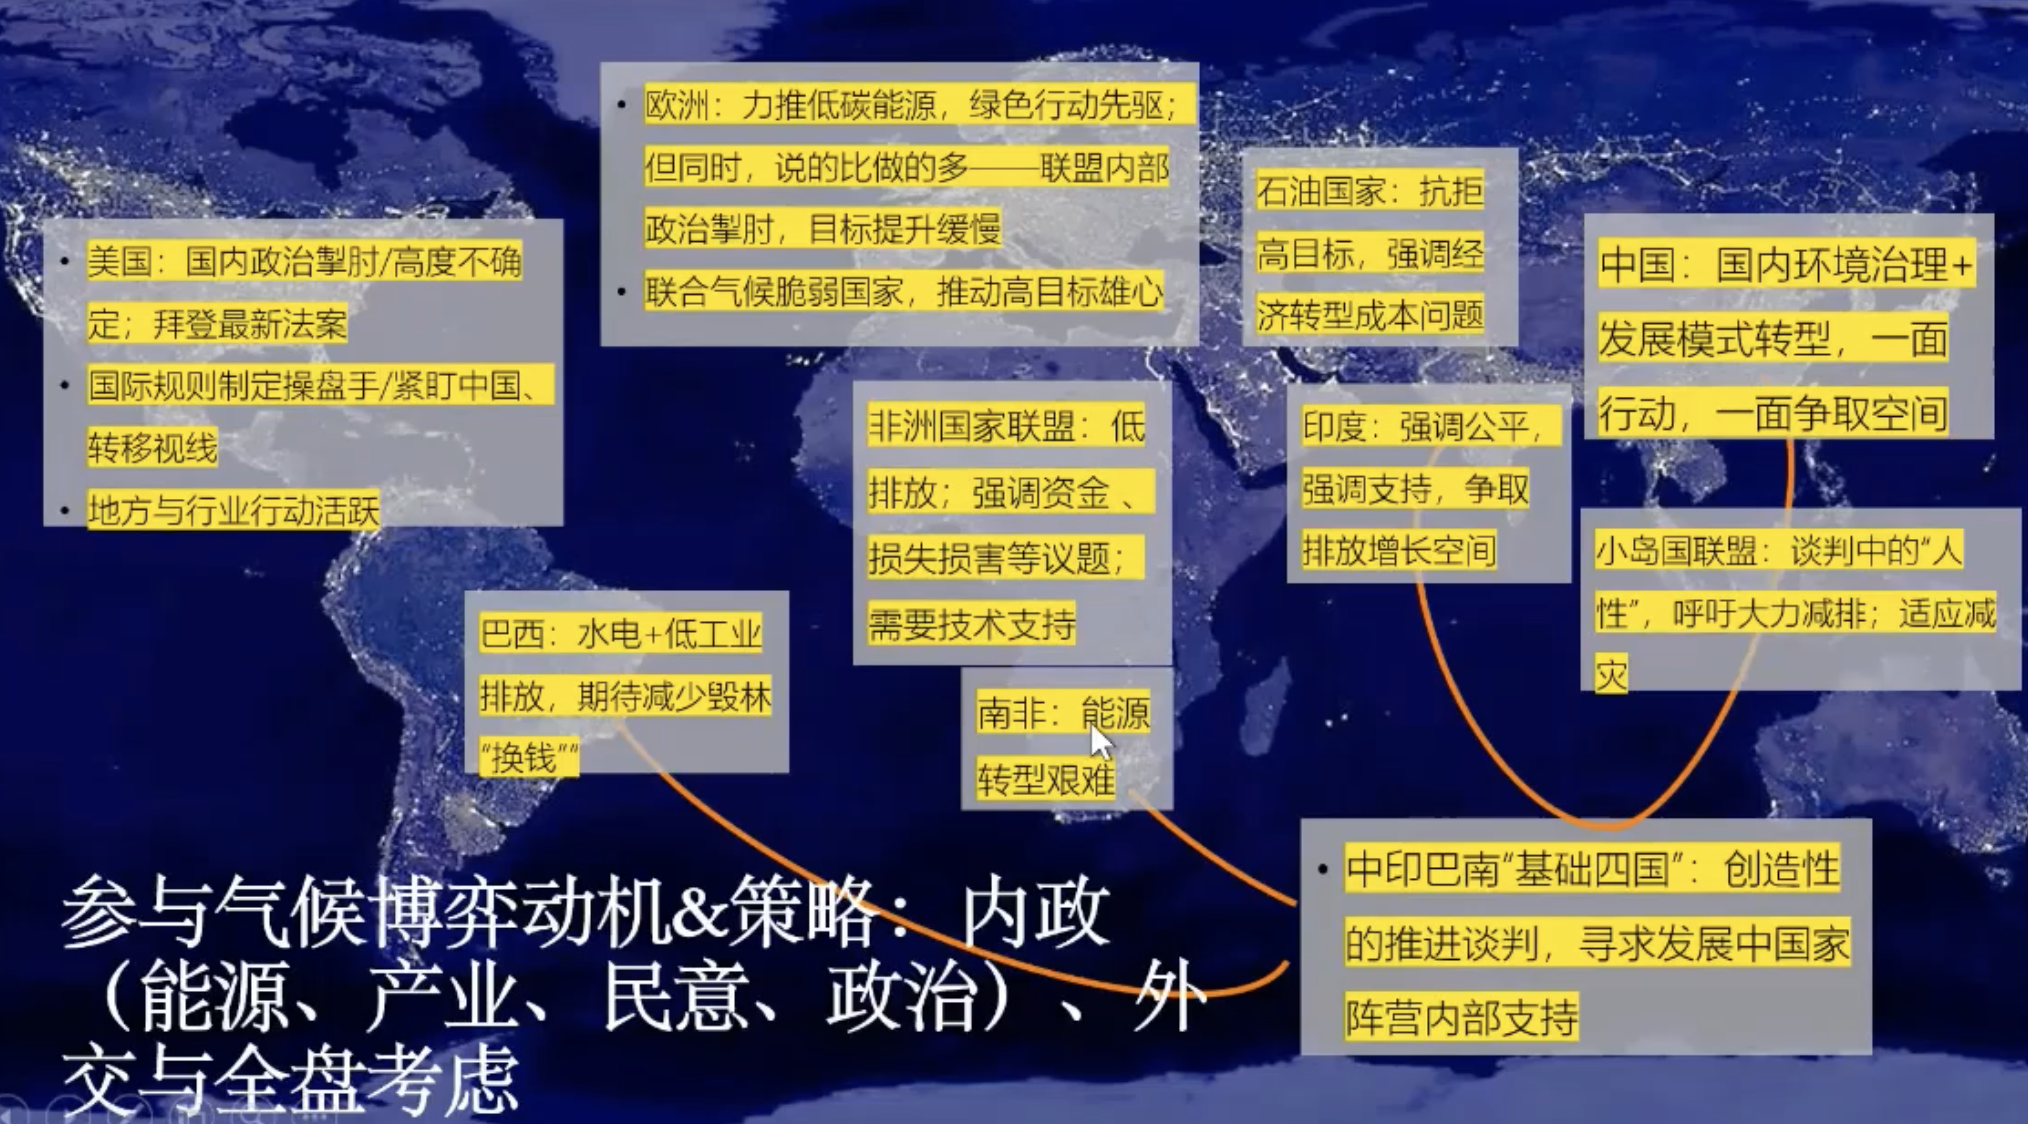 欧洲：力推低碳能源，绿色行动先驱；
但同时，说的比做的多——联盟内部
政治掣肘，目标提升缓慢
联合气候脆弱国家，推动高目标雄心
石油国家：抗拒
高目标，强调经
济转型成本问题
中国：国内环境治理+
发展模式转型，一面
行动，一面争取空间
美国：国内政治掣肘/高度不确
定；拜登最新法案
国际规则制定操盘手/紧盯中国、
转移视线
地方与行业行动活跃
非洲国家联盟：低
排放；强调资金、
损失损害等议题；
需要技术支持
印度：强调公平，
强调支持，争取
排放增长空间
小岛国联盟：谈判中的“人
性”，呼吁大力减排；适应减
灾
巴西：水电+低工业
排放，期待减少毁林
“换钱””
南非：能源
转型艰难
中印巴南“基础四国”：创造性
的推进谈判，寻求发展中国家
阵营内部支持
参与气候博弈动机&策略：内政
（能源、产业、民意、政治）、外
交与全盘考虑